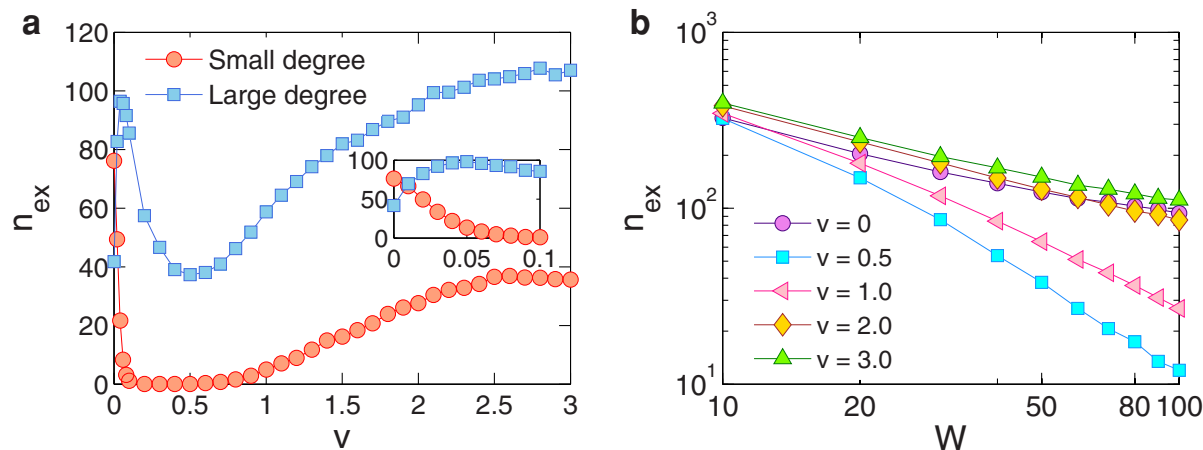 a
n_ex
120
100
80
60
40
20
0
Small degree
Large degree
100
50
0
0 0.05 0.1
0 0.5 1 1.5 2 2.5 3
v
b
n_ex
10^3
10^2
10^1
v = 0
v = 0.5
v = 1.0
v = 2.0
v = 3.0
10 20 50 80 100
W